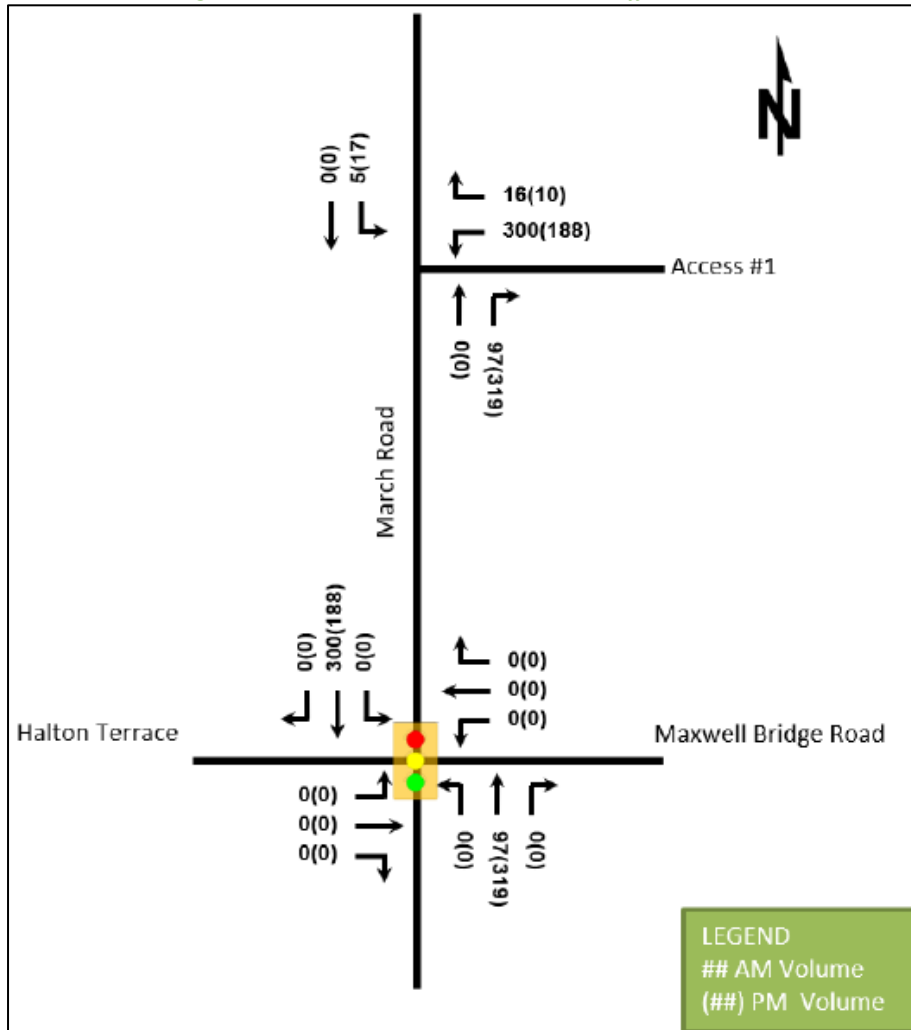 N
0(0)
5(17)
16(10)
300(188)
Access #1
0(0)
97(319)
March Road
0(0)
300(188)
0(0)
0(0)
0(0)
0(0)
Halton Terrace
Maxwell Bridge Road
0(0)
0(0)
0(0)
0(0)
97(319)
0(0)
LEGEND
## AM Volume
(##) PM Volume